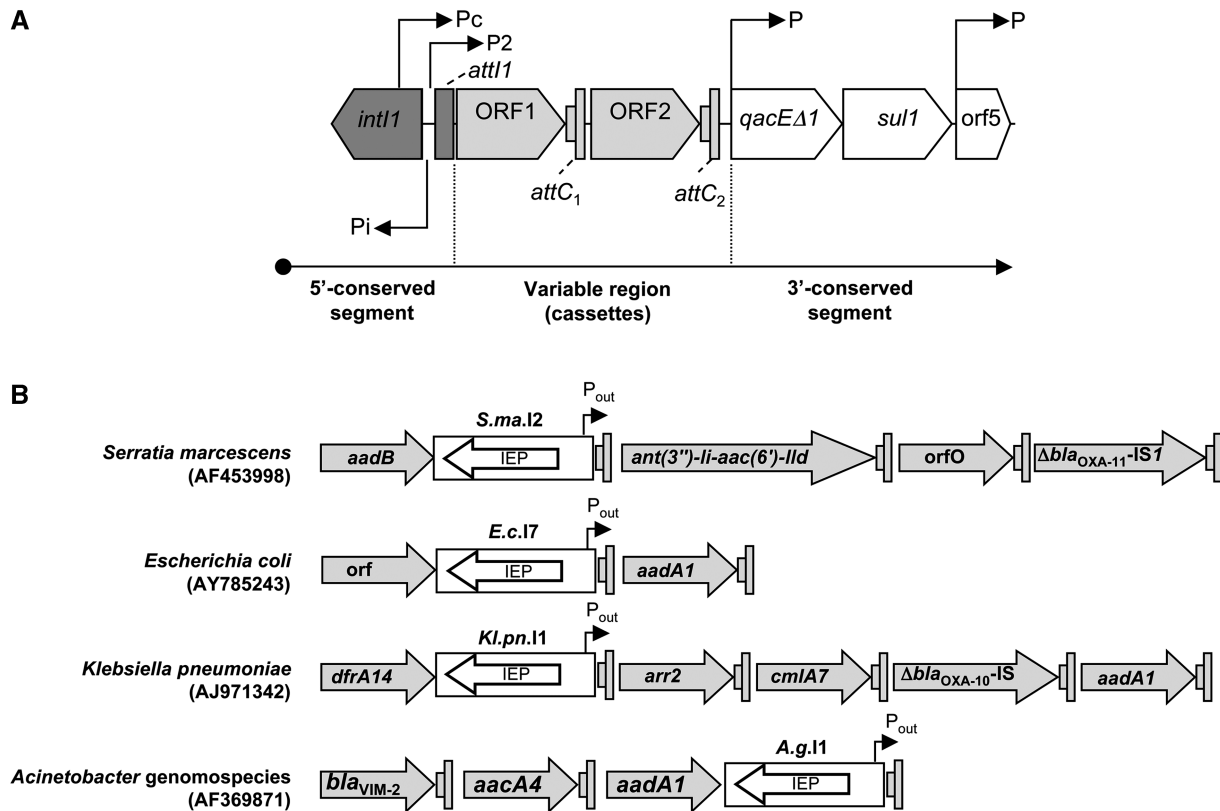 A
Pc
P
P
P2
attI1
intI1
ORF1
ORF2
qacEΔ1
sul1
orf5
attC1
attC2
Pi
5’-conserved
segment
Variable region
(cassettes)
3’-conserved
segment
B
Pout
S.ma.I2
Serratia marcescens
(AF453998)
aadB
IEP
ant(3”)-Ii-aac(6’)-IId
orfO
ΔblaOXA-11-IS1
Pout
E.c.I7
Escherichia coli
(AY785243)
orf
IEP
aadA1
Pout
Kl.pn.I1
Klebsiella pneumoniae
(AJ971342)
dfrA14
IEP
arr2
cmlA7
ΔblaOXA-10-IS
aadA1
Pout
A.g.I1
Acinetobacter genomospecies
(AF369871)
blaVIM-2
aacA4
aadA1
IEP